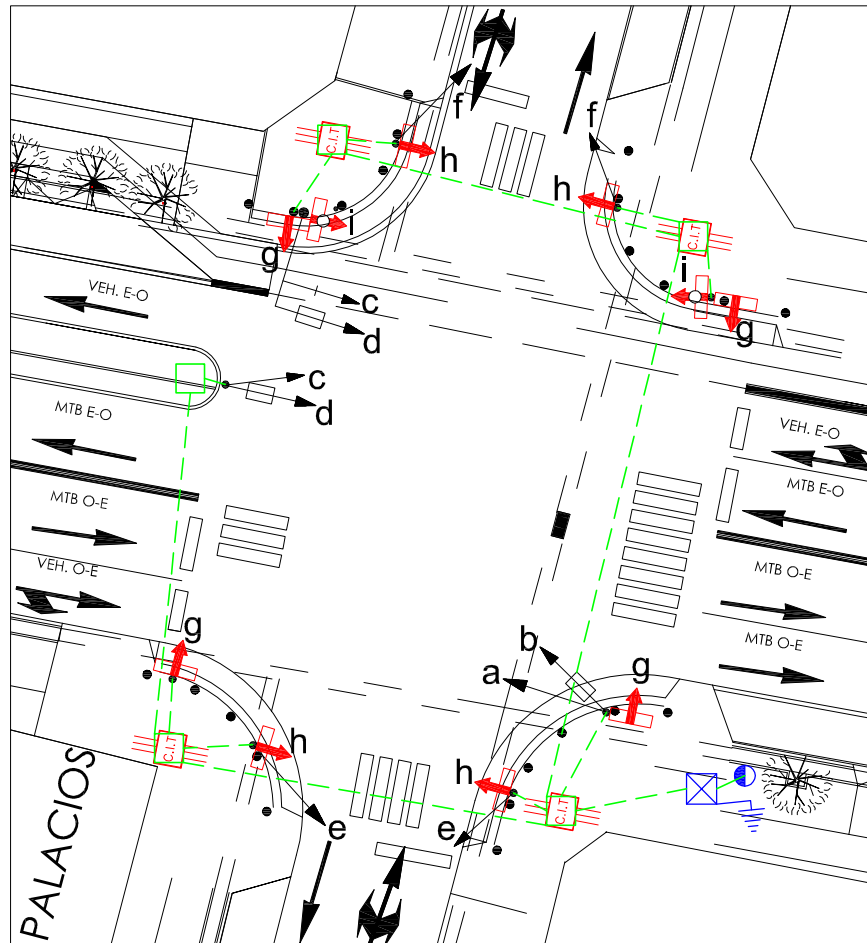 f
f
C.I.T
h
h
C.I.T
i
i
g
g
VEH. E-O
c
d
c
d
MTB E-O
VEH. E-O
MTB E-O
MTB O-E
MTB O-E
VEH. O-E
MTB O-E
g
b
a
g
C.I.T
h
h
C.I.T
e
e
PALACIOS